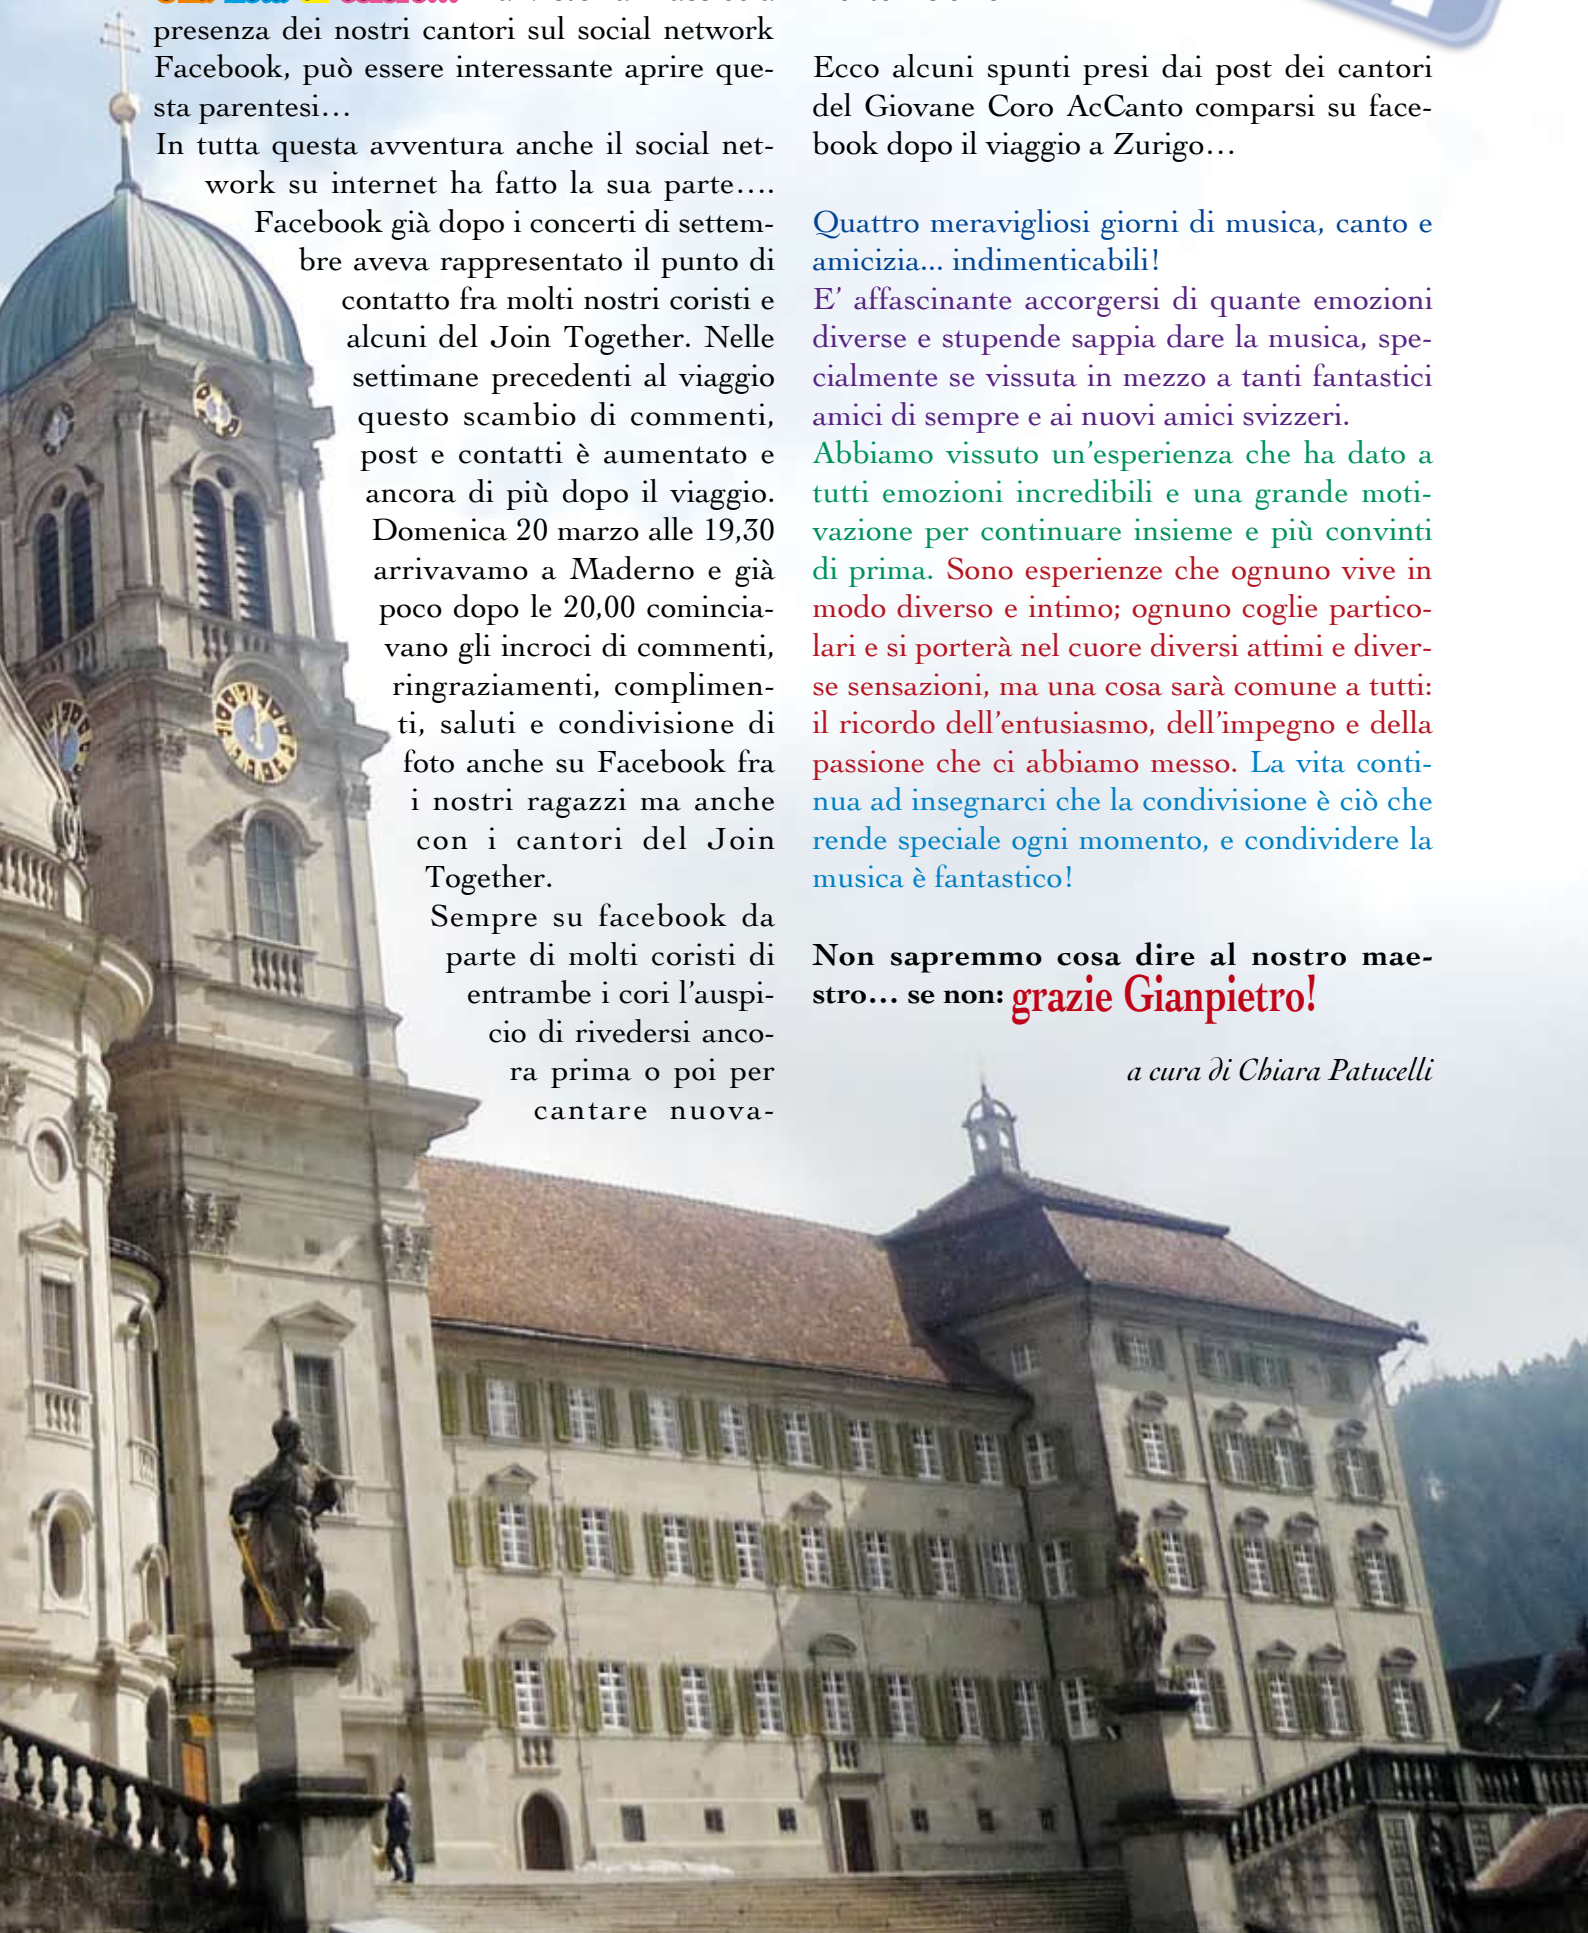 presenza dei nostri cantori sul social network
Facebook, può essere interessante aprire que-
sta parentesi…
In tutta questa avventura anche il social net-
work su internet ha fatto la sua parte….
Facebook già dopo i concerti di settem-
bre aveva rappresentato il punto di
contatto fra molti nostri coristi e
alcuni del Join Together. Nelle
settimane precedenti al viaggio
questo scambio di commenti,
post e contatti è aumentato e
ancora di più dopo il viaggio.
Domenica 20 marzo alle 19,30
arrivavamo a Maderno e già
poco dopo le 20,00 comincia-
vano gli incroci di commenti,
ringraziamenti, complimen-
ti, saluti e condivisione di
foto anche su Facebook fra
i nostri ragazzi ma anche
con i cantori del Join
Together.
Sempre su facebook da
parte di molti coristi di
entrambe i cori l'auspi-
cio di rivedersi anco-
ra prima o poi per
cantare nuova-
Ecco alcuni spunti presi dai post dei cantori
del Giovane Coro AcCanto comparsi su face-
book dopo il viaggio a Zurigo…
Quattro meravigliosi giorni di musica, canto e
amicizia... indimenticabili!
E' affascinante accorgersi di quante emozioni
diverse e stupende sappia dare la musica, spe-
cialmente se vissuta in mezzo a tanti fantastici
amici di sempre e ai nuovi amici svizzeri.
Abbiamo vissuto un'esperienza che ha dato a
tutti emozioni incredibili e una grande moti-
vazione per continuare insieme e più convinti
di prima. Sono esperienze che ognuno vive in
modo diverso e intimo; ognuno coglie partico-
lari e si porterà nel cuore diversi attimi e diver-
se sensazioni, ma una cosa sarà comune a tutti:
il ricordo dell'entusiasmo, dell'impegno e della
passione che ci abbiamo messo. La vita conti-
nua ad insegnarci che la condivisione è ciò che
rende speciale ogni momento, e condividere la
musica è fantastico!
Non sapremmo cosa dire al nostro mae-
stro… se non: grazie Gianpietro!
a cura di Chiara Patucelli